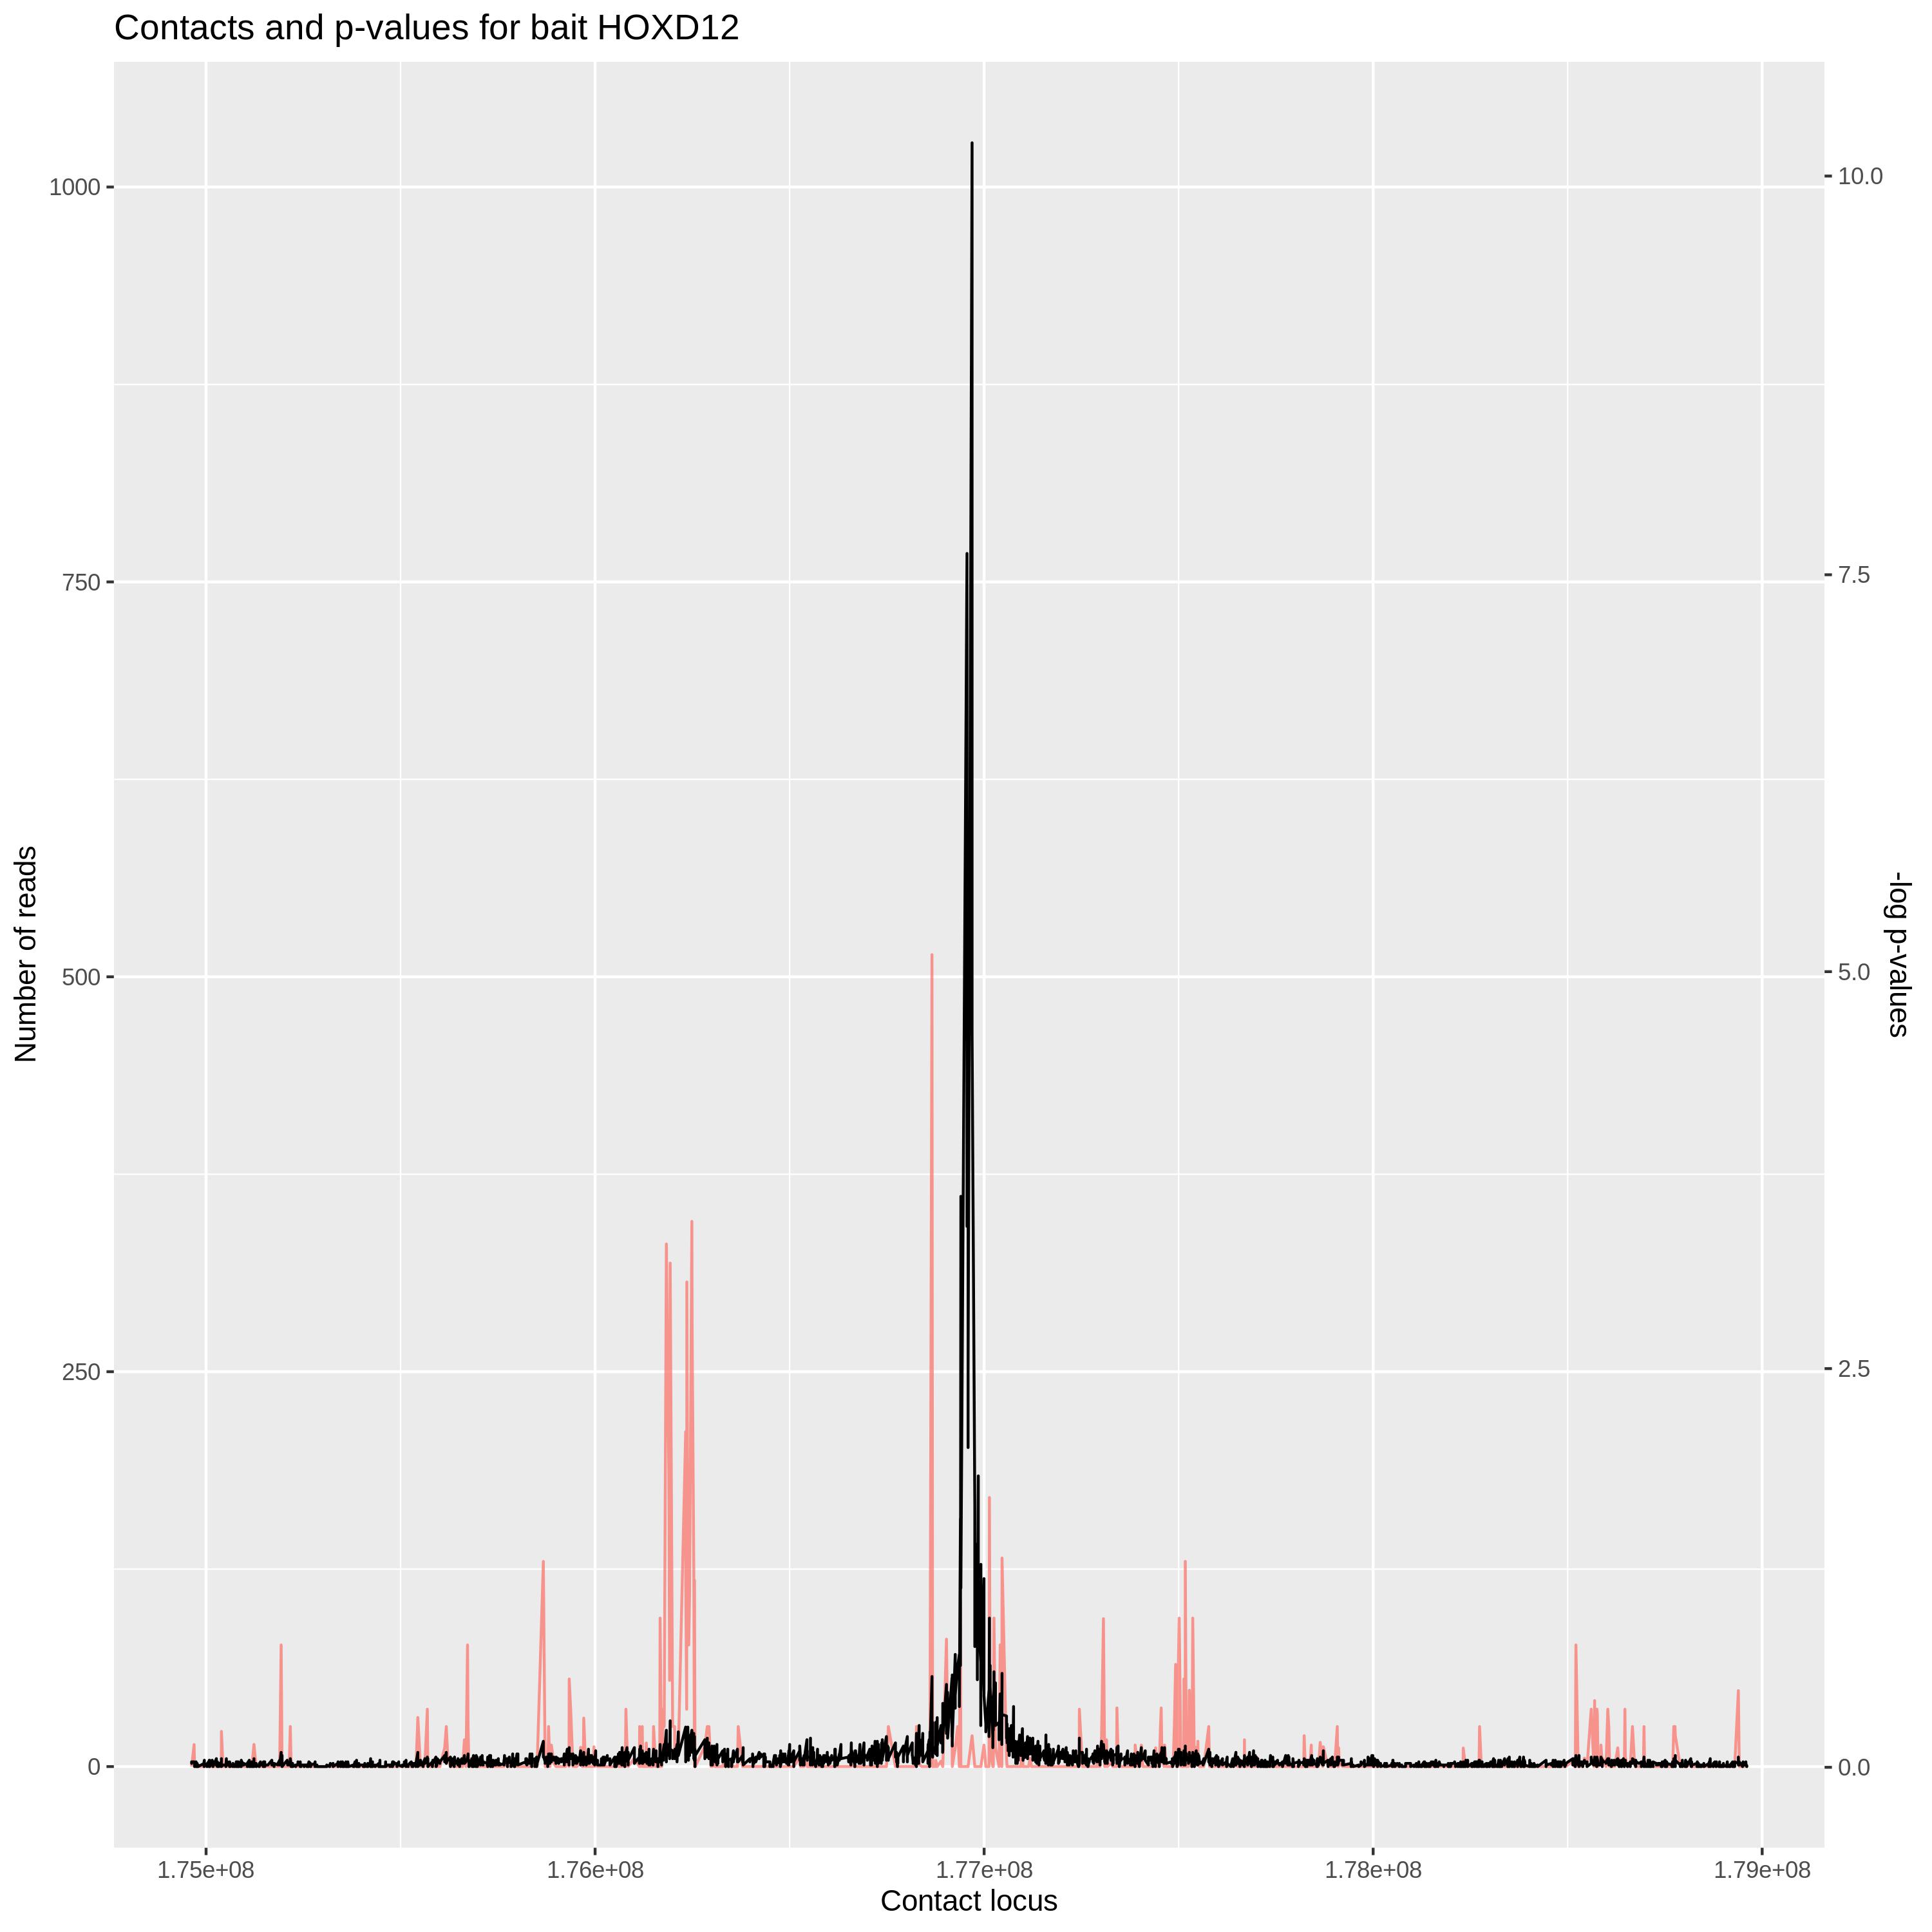 Contacts and p-values for bait HOXD12
1000
750
500
250
0
Number of reads
10.0
7.5
5.0
2.5
0.0
-log p-values
1.75e+08
1.76e+08
1.77e+08
1.78e+08
1.79e+08
Contact locus